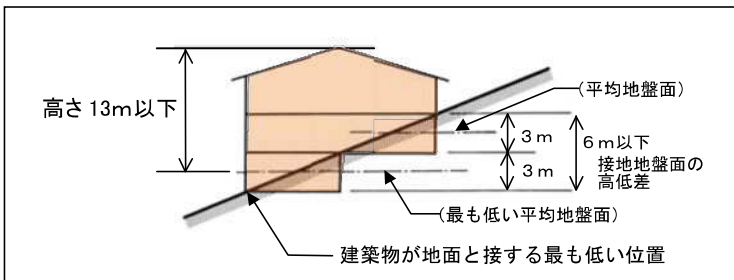 高さ13m以下
(平均地盤面)
3m
3m
6m以下
接地地盤面の
高低差
(最も低い平均地盤面)
建築物が地面と接する最も低い位置